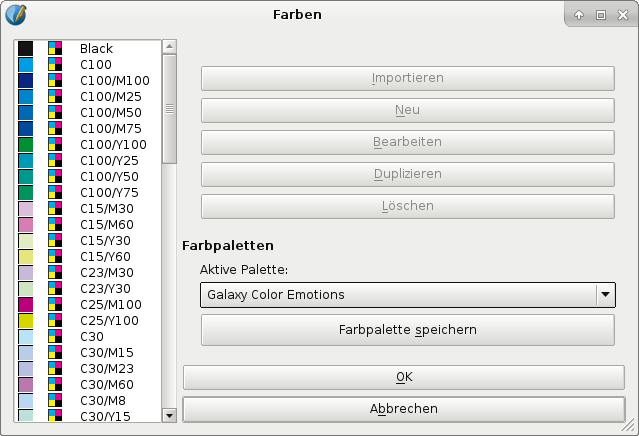 Farben
Black
C100
C100/M100
C100/M25
C100/M50
C100/M75
C100/Y100
C100/Y25
C100/Y50
C100/Y75
C15/M30
C15/M60
C15/Y30
C15/Y60
C23/M30
C23/Y30
C25/M100
C25/Y100
C30
C30/M15
C30/M23
C30/M60
C30/M8
C30/Y15
Importieren
Neu
Bearbeiten
Duplizieren
Löschen
Farbpaletten
Aktive Palette:
Galaxy Color Emotions
Farbpalette speichern
OK
Abbrechen